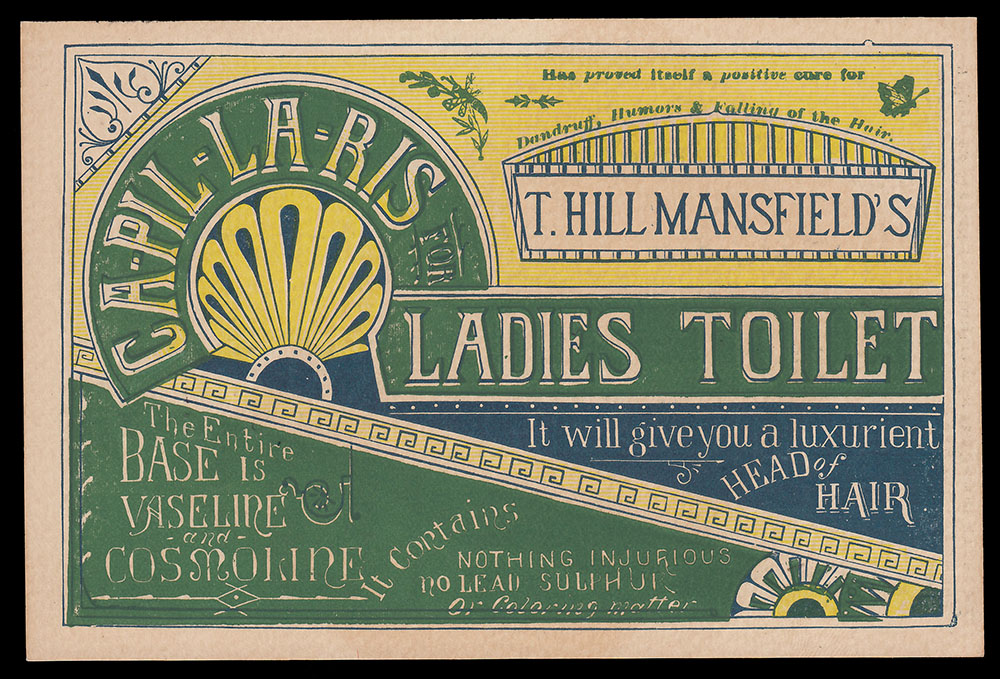 Has proved itself a positive cure for
Dandruff, Humors & Falling of the Hair.
T. HILL MANSFIELD'S
CA-PIL-LA-RIS
FOR
LADIES TOILET
It will give you a luxurient
HEAD of
HAIR
The Entire
BASE IS
VASELINE
- and -
COSMOLINE
It Contains
NOTHING INJURIOUS
NO LEAD SULPHUR
Or Coloring matter